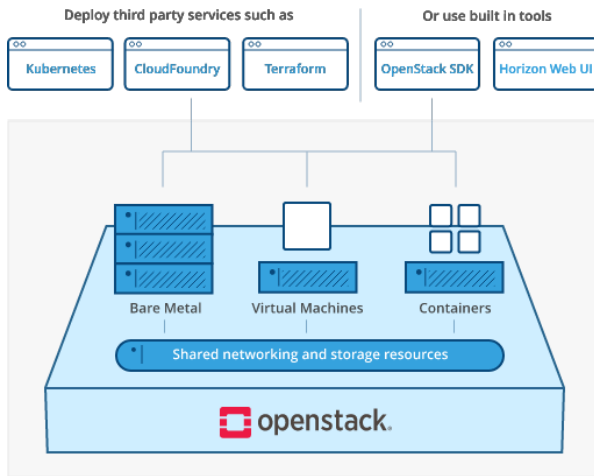 Deploy third party services such as
Or use built in tools
Kubernetes
CloudFoundry
Terraform
OpenStack SDK
Horizon Web UI
Bare Metal
Virtual Machines
Containers
Shared networking and storage resources
openstack.